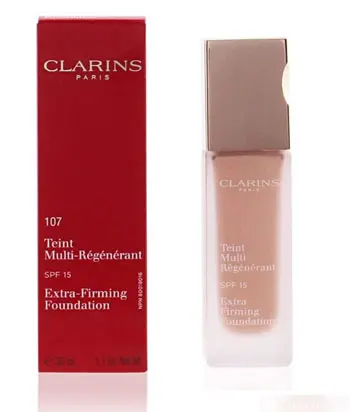 CLARINS
PARIS
107
Teint
Multi-Régénérant
SPF 15
Extra-Firming
Foundation
CLARINS
PARIS
Teint
Multi
Régénérant
SPF 15
Extra
Firming
Foundation